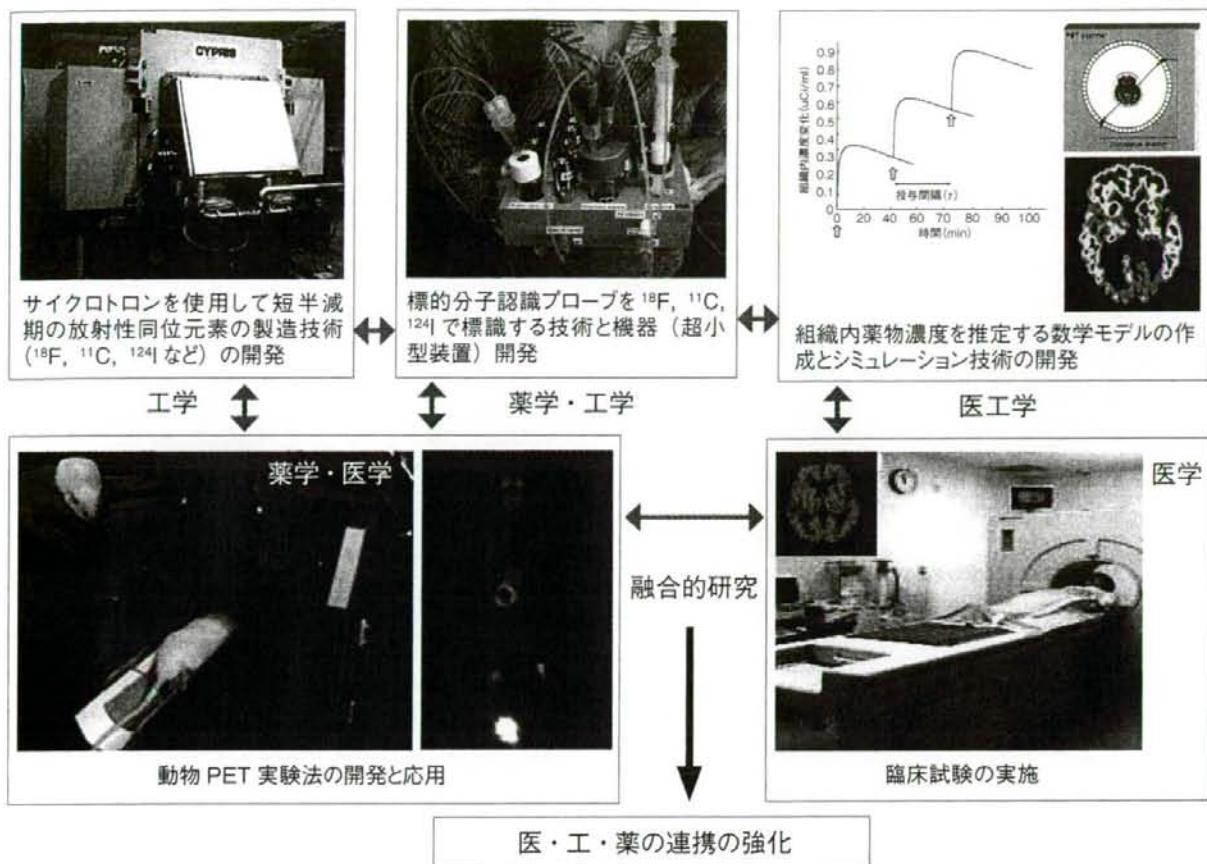 CYPRIS
サイクロトロンを使用して短半減
期の放射性同位元素の製造技術
(¹⁸F, ¹¹C, ¹²⁴I など) の開発
標的分子認識プローブを ¹⁸F, ¹¹C,
¹²⁴I で標識する技術と機器（超小
型装置）開発
組織内濃度変化(uCi/ml)
0.9
0.8
0.7
0.6
0.5
0.4
0.3
0.2
0.1
0
0 20 40 60 80 100
投与間隔(τ)
時間(min)
組織内薬物濃度を推定する数学モデルの作
成とシミュレーション技術の開発
工学
薬学・工学
医工学
薬学・医学
動物 PET 実験法の開発と応用
融合的研究
医学
臨床試験の実施
医・工・薬の連携の強化